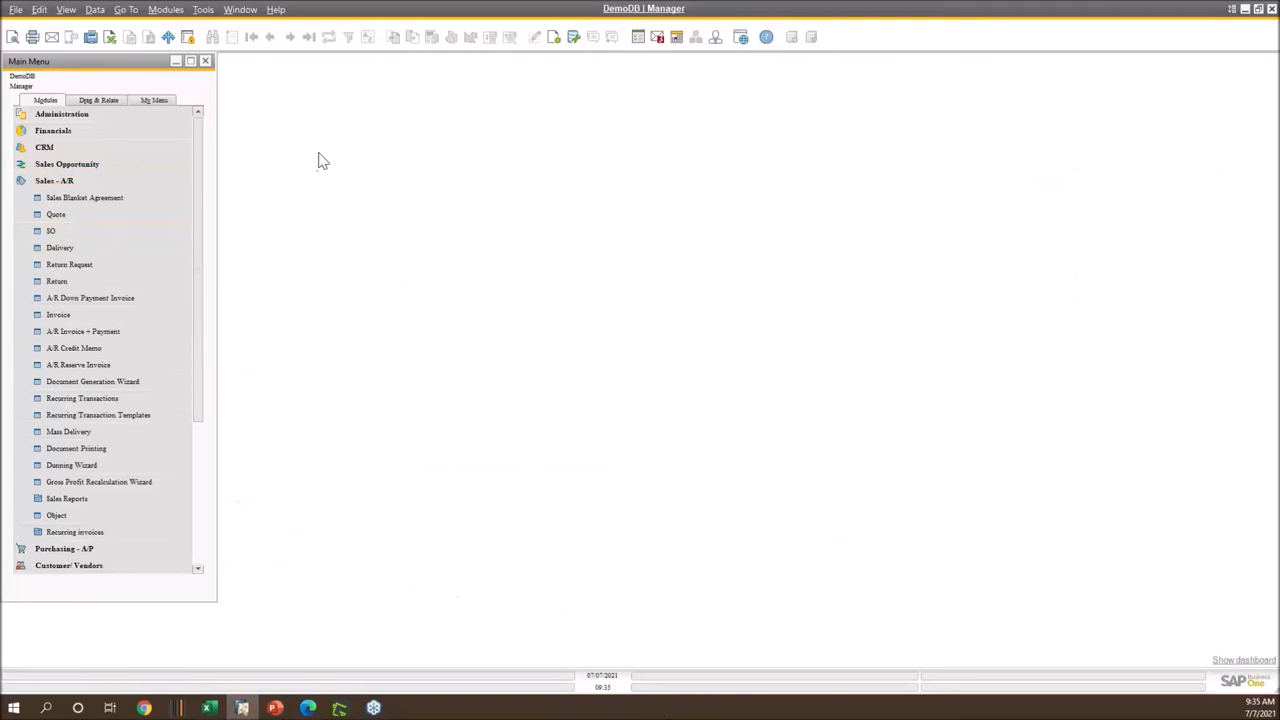 File Edit View Data Go To Modules Tools Window Help
DemoDB | Manager
Main Menu
DemoDB
Manager
Modules Drag & Relate My Menu
Administration
Financials
CRM
Sales Opportunity
Sales - A/R
Sales Blanket Agreement
Quote
SO
Delivery
Return Request
Return
A/R Down Payment Invoice
Invoice
A/R Invoice + Payment
A/R Credit Memo
A/R Reserve Invoice
Document Generation Wizard
Recurring Transactions
Recurring Transaction Templates
Mass Delivery
Document Printing
Dunning Wizard
Gross Profit Recalculation Wizard
Sales Reports
Object
Recurring invoices
Purchasing - A/P
Customer/ Vendors
Show dashboard
07/07/2021
09:35
SAP Business One
9:35 AM
7/7/2021